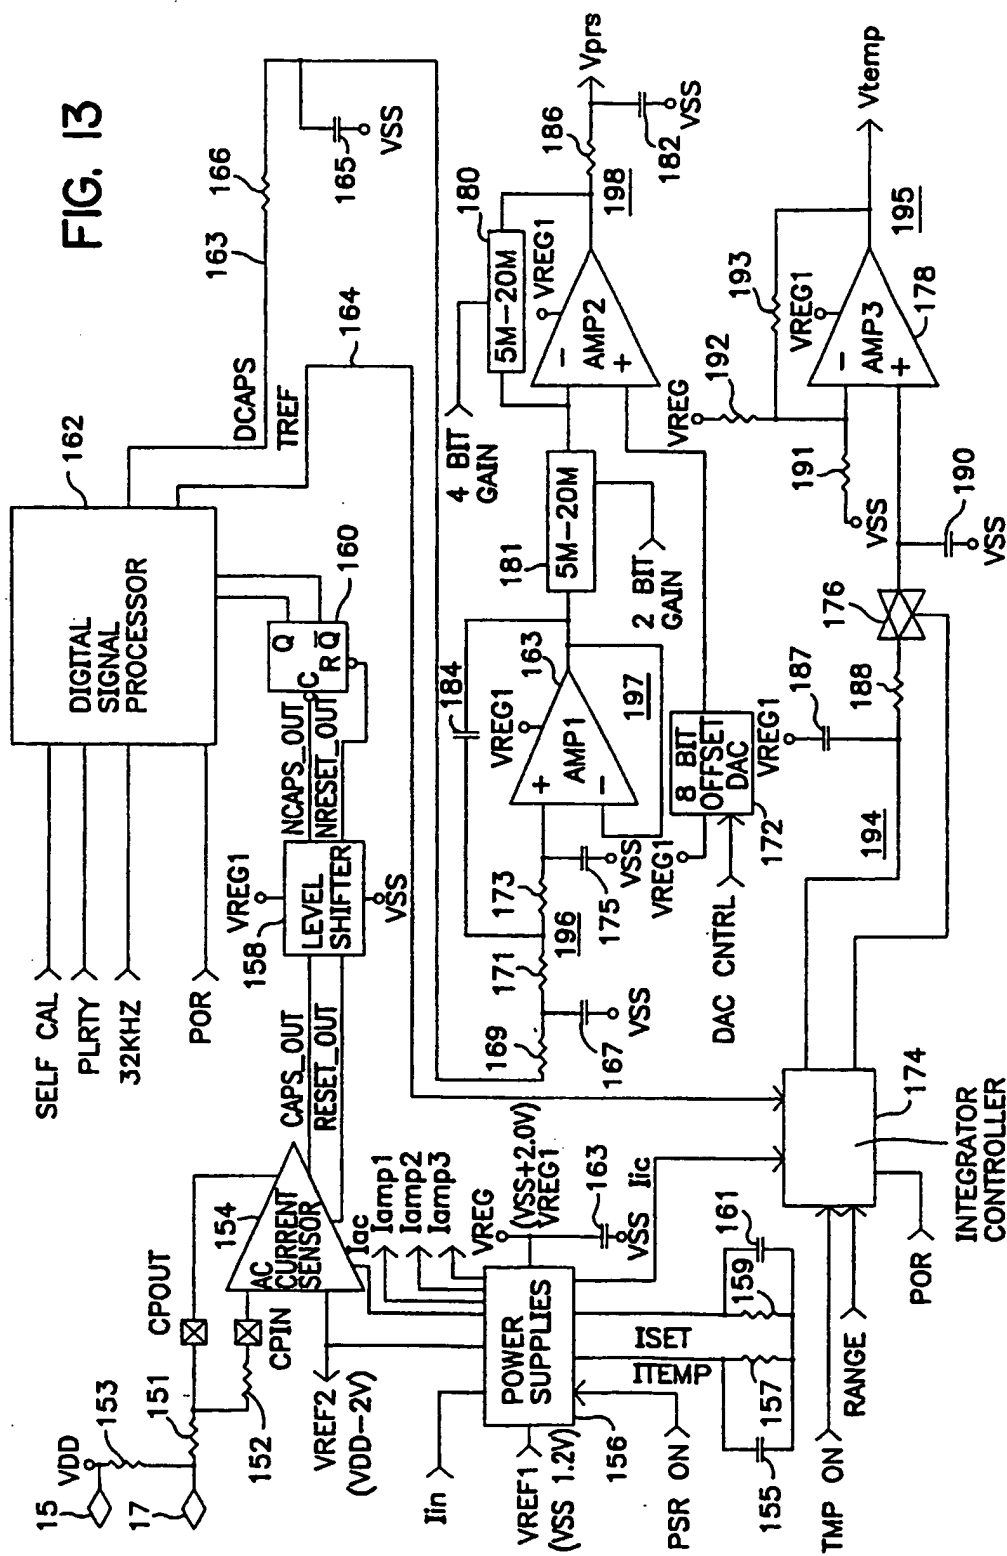 FIG. 13
SELF CAL
PLRTY
32KHZ
POR
DIGITAL
SIGNAL
PROCESSOR
162
DCAPS
TREF
163
166
165
VSS
164
160
Q
Q̅
C
R
NCAPS_OUT
NRESET_OUT
VREG1
158
LEVEL
SHIFTER
VSS
CAPS_OUT
RESET_OUT
154
AC
CURRENT
SENSOR
CPOUT
CPIN
VDD
153
151
152
15
17
VREF2
(VDD-2V)
Iac
Iamp1
Iamp2
Iamp3
VREG
(VSS+2.0V)
VREG1
163
VSS
Iic
Iin
VREF1
(VSS 1.2V)
POWER
SUPPLIES
156
PSR ON
ISET
ITEMP
155
157
159
161
TMP ON
RANGE
POR
INTEGRATOR
CONTROLLER
174
169
167
VSS
171
196
173
175
VSS
184
VREG1
163
AMP1
+
−
197
181
5M-20M
2 BIT
GAIN
4 BIT
GAIN
180
5M-20M
VREG1
AMP2
−
+
198
186
Vprs
182
VSS
VREG1
8 BIT
OFFSET
DAC
172
DAC CNTRL
194
VREG1
187
188
176
190
VSS
VSS
191
VREG
192
193
VREG1
AMP3
−
+
178
195
Vtemp